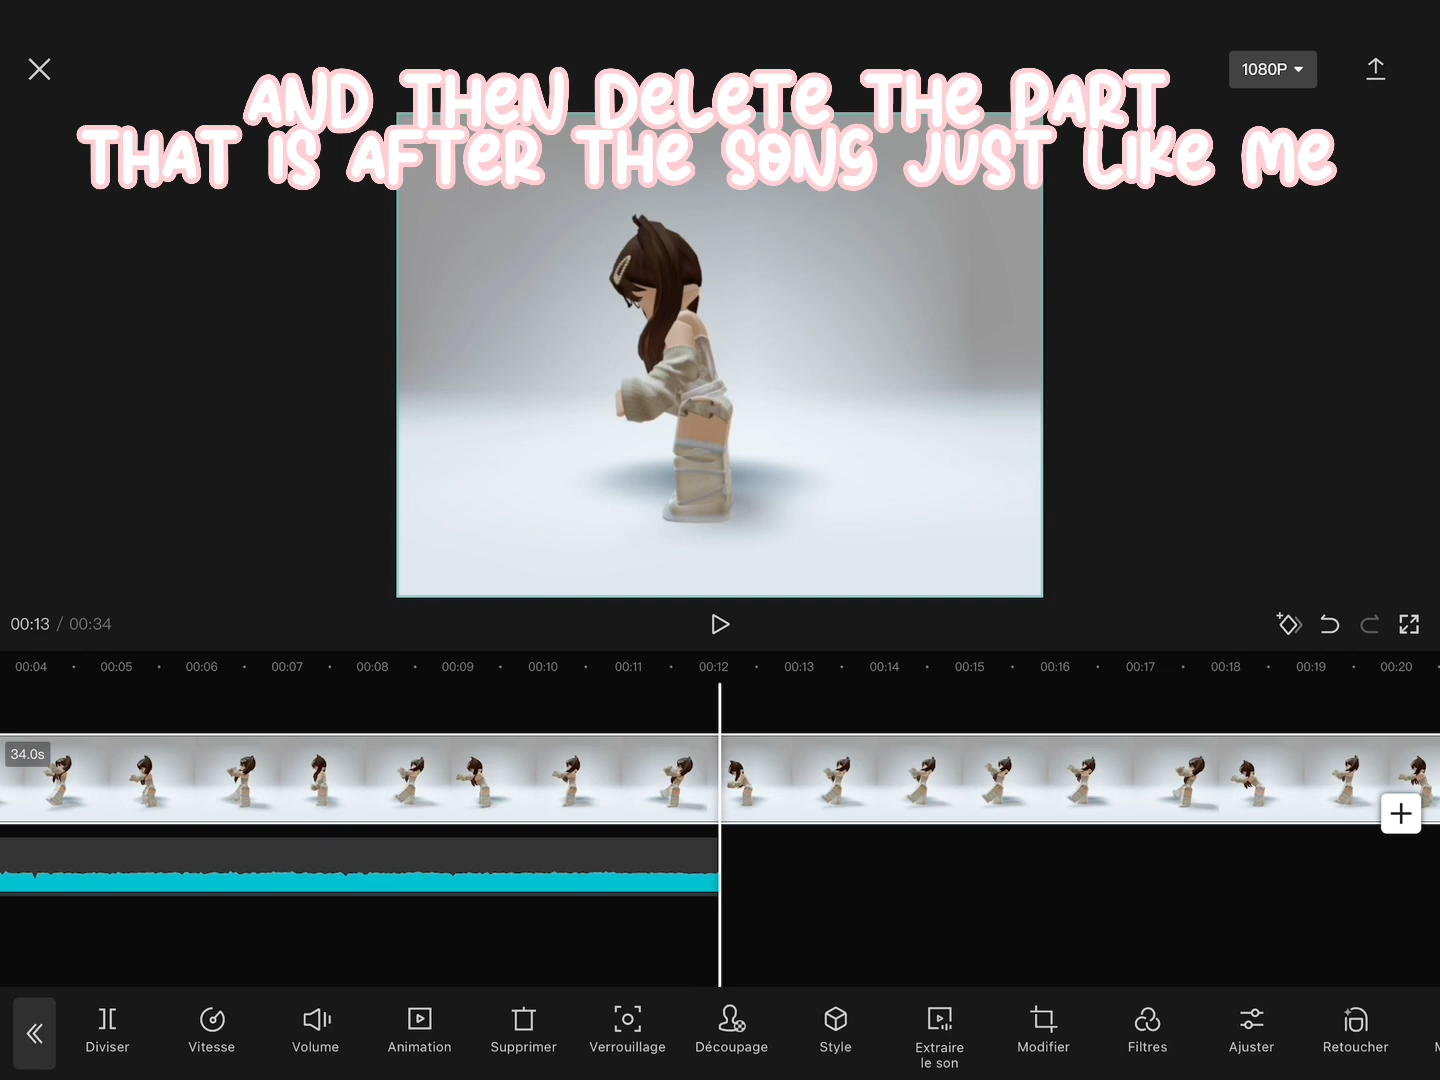 1080P
AND THEN DELETE THE PART
THAT IS AFTER THE SONG JUST LIKE ME
00:13 / 00:34
00:04 00:05 00:06 00:07 00:08 00:09 00:10 00:11 00:12 00:13 00:14 00:15 00:16 00:17 00:18 00:19 00:20
34.0s
Diviser Vitesse Volume Animation Supprimer Verrouillage Découpage Style Extraire Modifier Filtres Ajuster Retoucher
le son